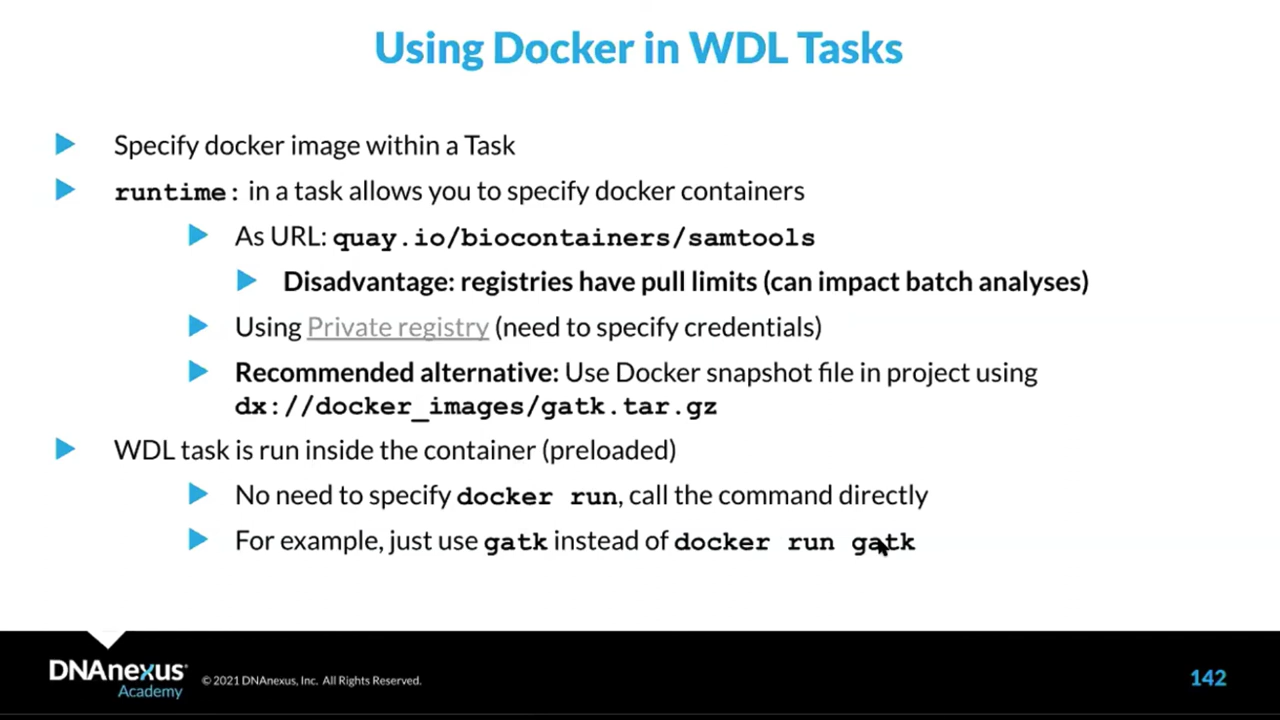 Using Docker in WDL Tasks
Specify docker image within a Task
runtime: in a task allows you to specify docker containers
As URL: quay.io/biocontainers/samtools
Disadvantage: registries have pull limits (can impact batch analyses)
Using Private registry (need to specify credentials)
Recommended alternative: Use Docker snapshot file in project using
dx://docker_images/gatk.tar.gz
WDL task is run inside the container (preloaded)
No need to specify docker run, call the command directly
For example, just use gatk instead of docker run gatk
DNAnexus®
Academy
© 2021 DNAnexus, Inc. All Rights Reserved.
142